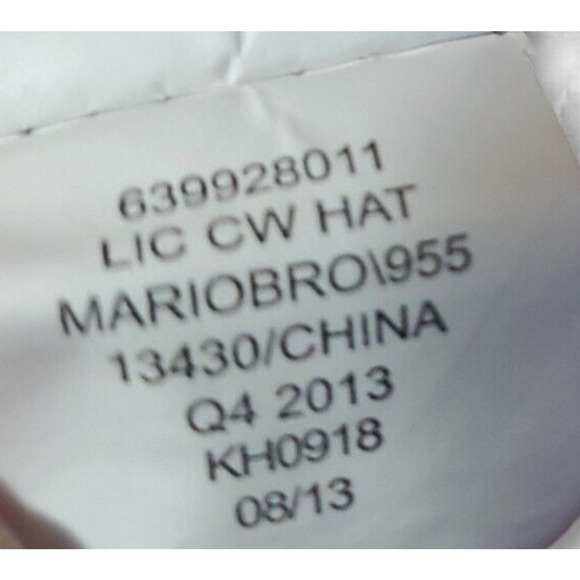 639928011
LIC CW HAT
MARIOBRO\955
13430/CHINA
Q4 2013
KH0918
08/13